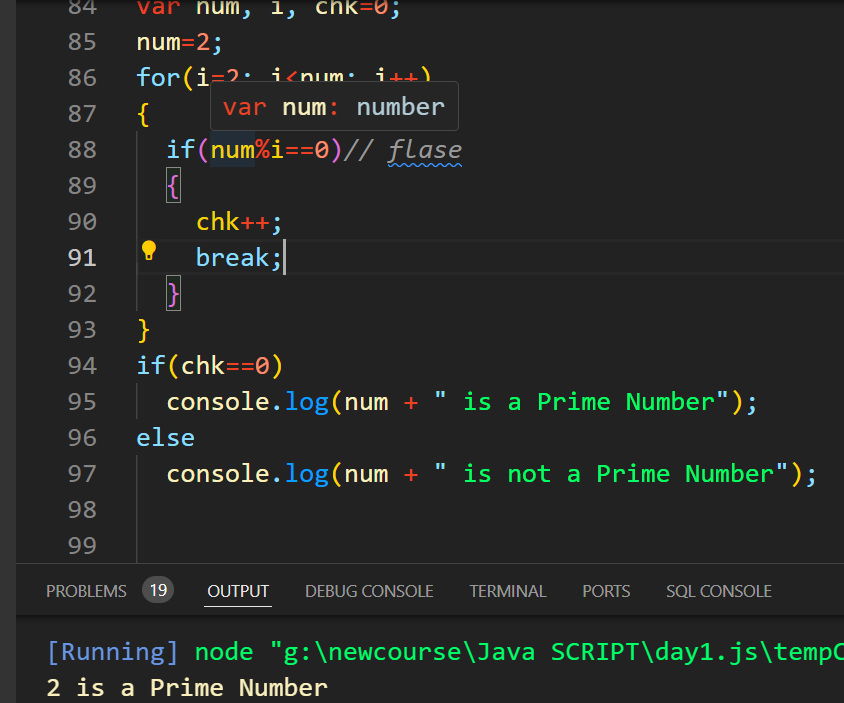 84 var num, i, chk=0;
85 num=2;
86 for(i=2; i<num; i++)
var num: number
87 {
88 if(num%i==0)// flase
89 {
90 chk++;
91 break;
92 }
93 }
94 if(chk==0)
95 console.log(num + " is a Prime Number");
96 else
97 console.log(num + " is not a Prime Number");
98
99
PROBLEMS 19 OUTPUT DEBUG CONSOLE TERMINAL PORTS SQL CONSOLE
[Running] node "g:\newcourse\Java SCRIPT\day1.js\tempC
2 is a Prime Number